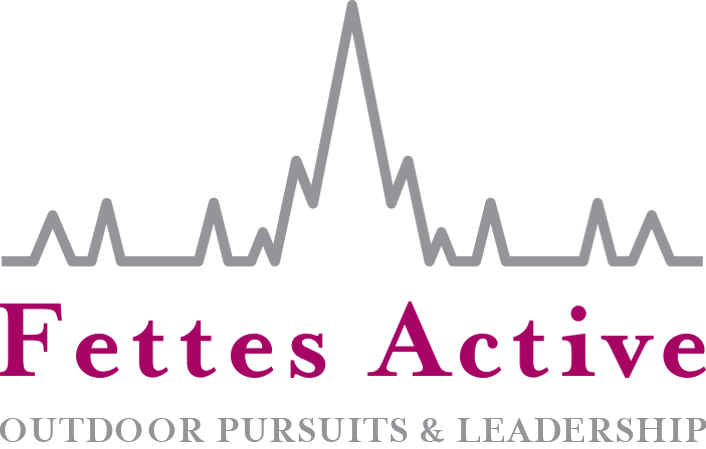 Fettes Active
OUTDOOR PURSUITS & LEADERSHIP